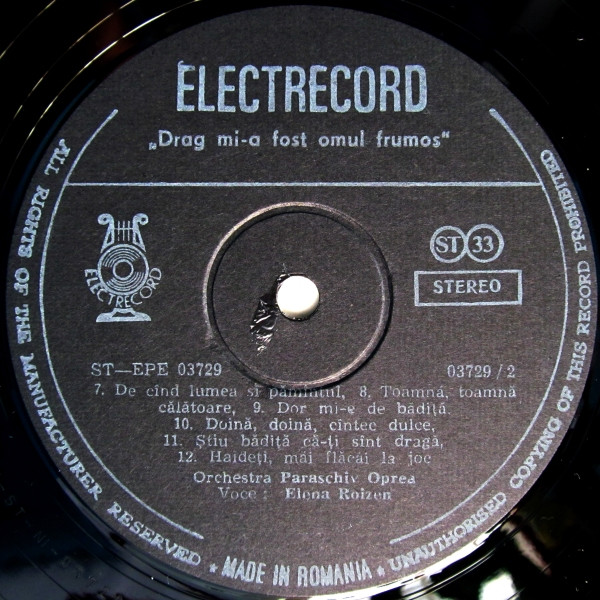 ELECTRECORD
„Drag mi-a fost omul frumos“
ELECTRECORD
ST 33
STEREO
ST—EPE 03729
03729/2
7. De cînd lumea și pămîntul, 8. Toamnă, toamnă
călătoare, 9. Dor mi-e de bădiță.
10. Doină, doină, cîntec dulce,
11. Știu bădiță că-ți sînt dragă,
12. Haideți, măi flăcăi la joc
Orchestra Paraschiv Oprea
Voce: Elena Roizen
ALL RIGHTS OF THE MANUFACTURER RESERVED ★ MADE IN ROMANIA ★ UNAUTHORISED COPYING OF THIS RECORD PROHIBITED